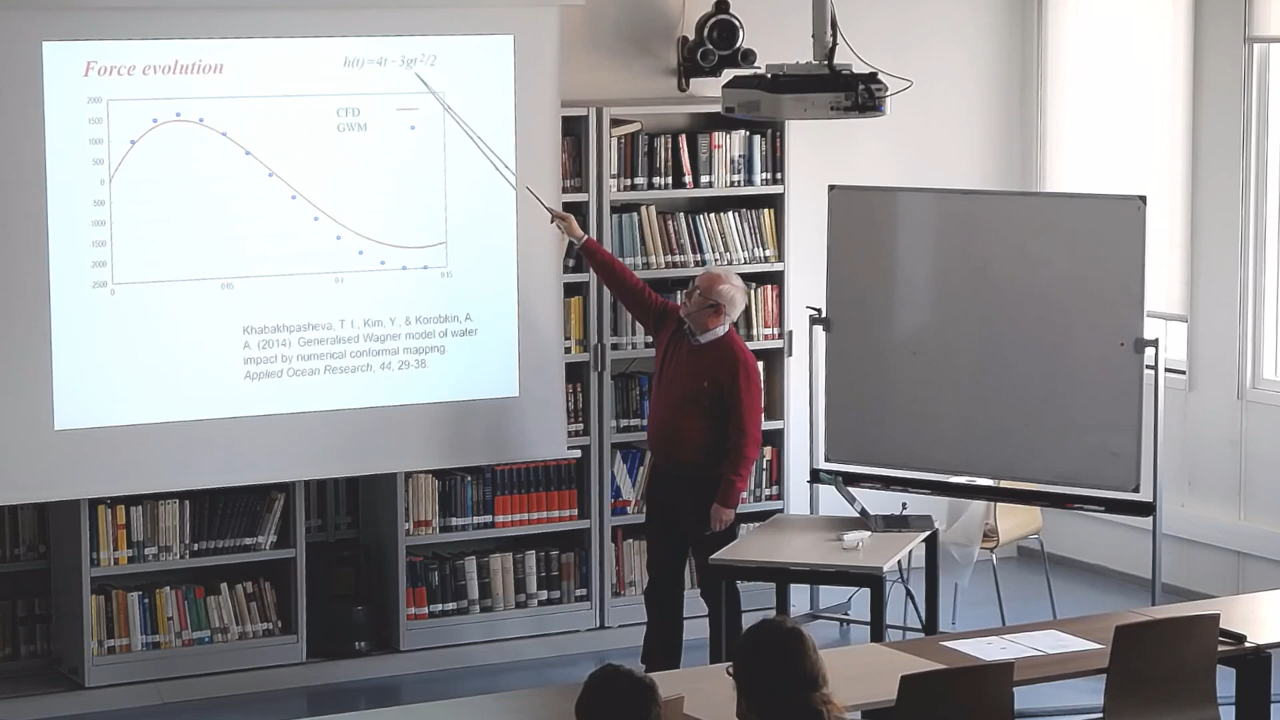 Force evolution
h(t)=4t-3gt²/2
2000
1500
1000
500
0
500
1000
1500
2000
2500
CFD
GWM
0
0.05
0.1
0.15
Khabakhpasheva, T. I., Kim, Y., & Korobkin, A.
A. (2014). Generalised Wagner model of water
impact by numerical conformal mapping.
Applied Ocean Research, 44, 29-38.